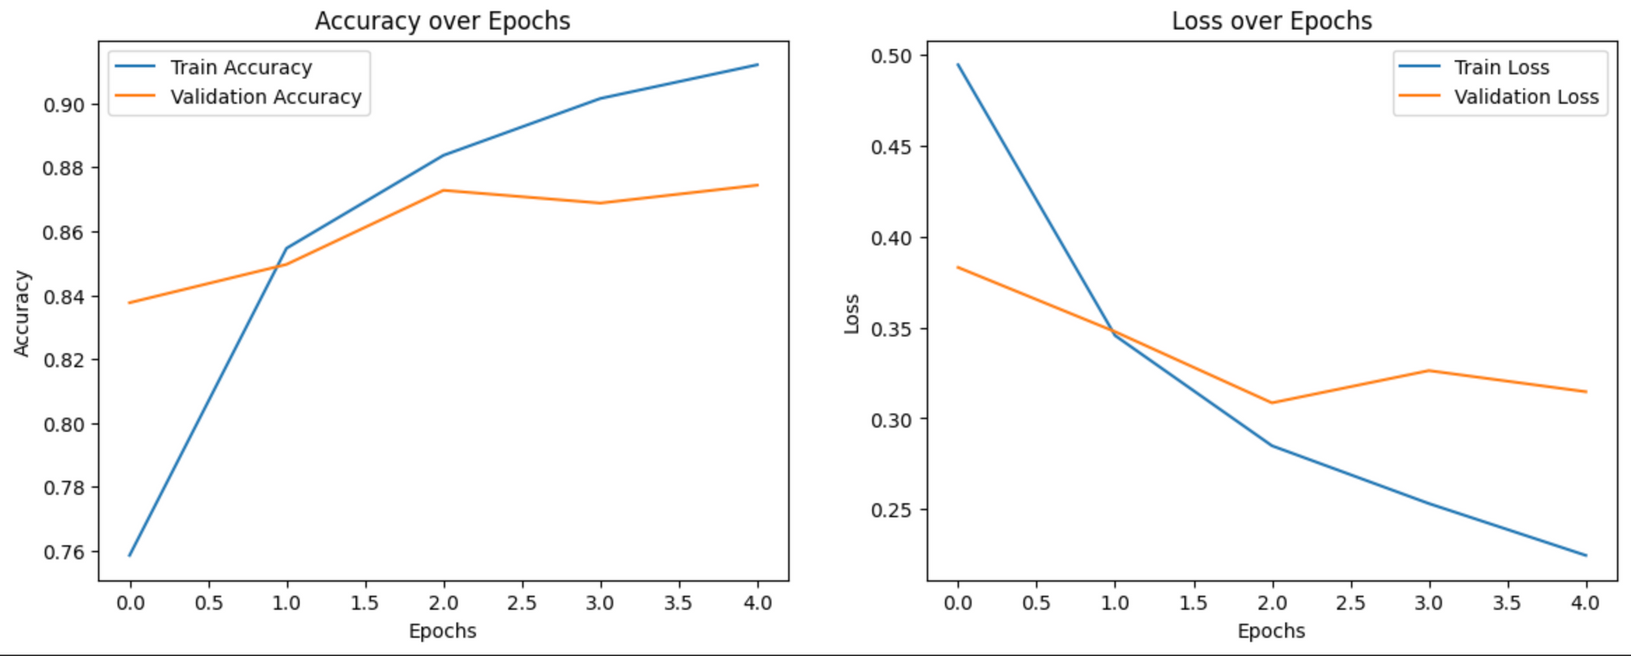 Accuracy over Epochs
Train Accuracy
Validation Accuracy
0.90
0.88
0.86
0.84
0.82
0.80
0.78
0.76
Accuracy
0.0 0.5 1.0 1.5 2.0 2.5 3.0 3.5 4.0
Epochs
Loss over Epochs
Train Loss
Validation Loss
0.50
0.45
0.40
0.35
0.30
0.25
Loss
0.0 0.5 1.0 1.5 2.0 2.5 3.0 3.5 4.0
Epochs